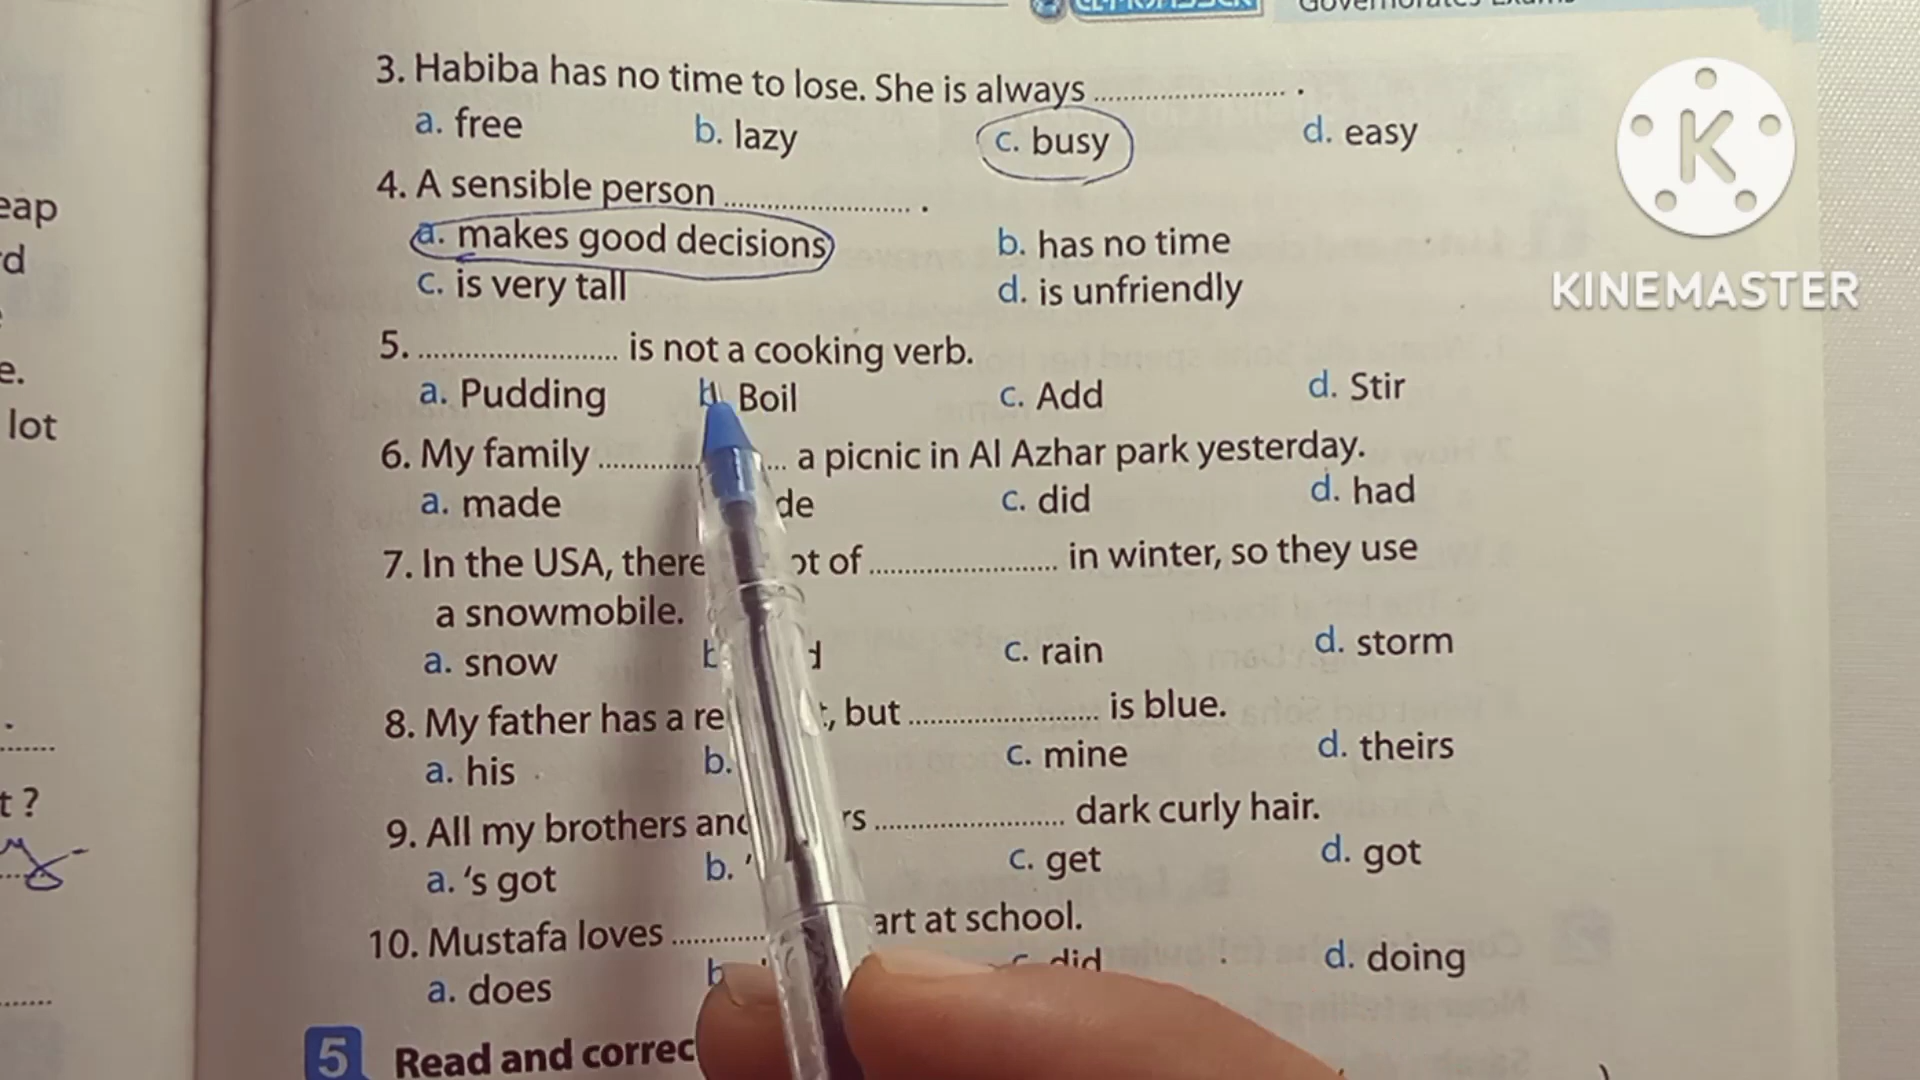 3. Habiba has no time to lose. She is always ........................ .
a. free b. lazy c. busy d. easy
4. A sensible person ........................ .
a. makes good decisions b. has no time
c. is very tall d. is unfriendly
5. ........................ is not a cooking verb.
a. Pudding b. Boil c. Add d. Stir
6. My family ........................ a picnic in Al Azhar park yesterday.
a. made c. did d. had
7. In the USA, there of ........................ in winter, so they use
a snowmobile.
a. snow c. rain d. storm
8. My father has a but ........................ is blue.
a. his b. c. mine d. theirs
9. All my brothers ........................ dark curly hair.
a. 's got b. c. get d. got
10. Mustafa loves ............ art at school.
a. does c. did d. doing
5 Read and
eap
lot
t ?
KINEMASTER
K